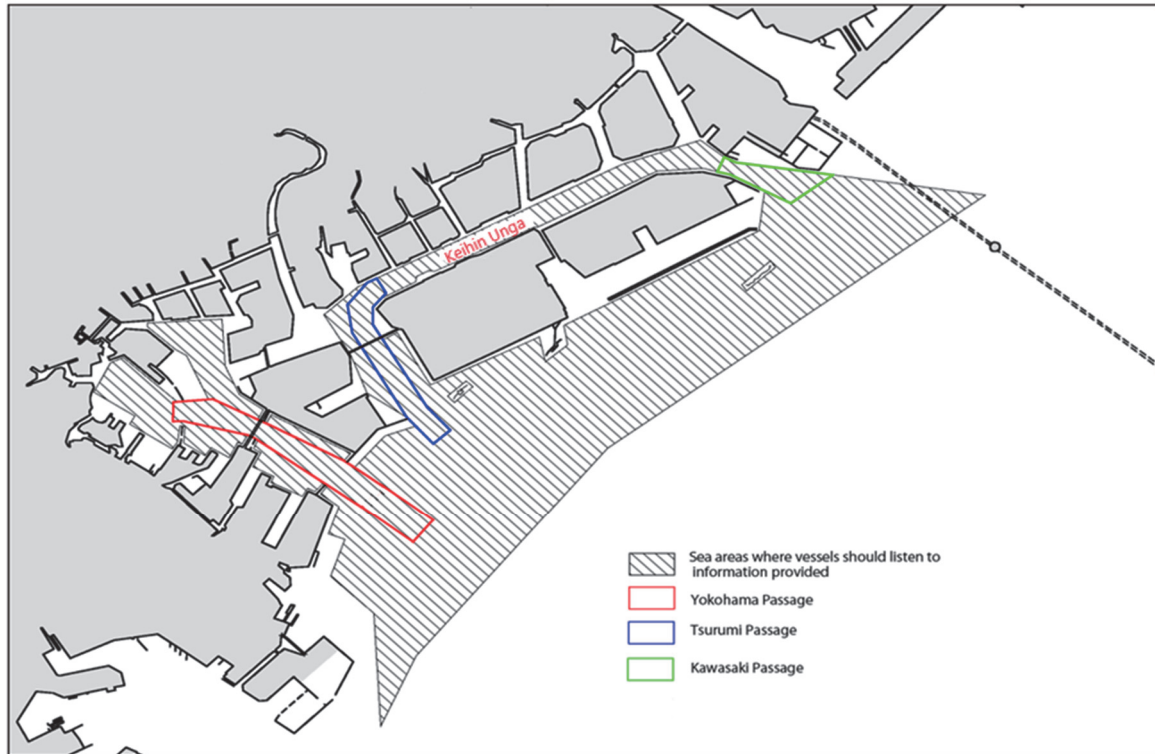 Keihin Unga
Sea areas where vessels should listen to
information provided
Yokohama Passage
Tsurumi Passage
Kawasaki Passage